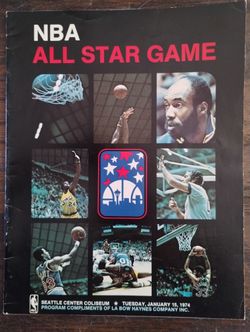 NBA
ALL STAR GAME
SEATTLE CENTER COLISEUM ★ TUESDAY, JANUARY 15, 1974
PROGRAM COMPLIMENTS OF LA BOW HAYNES COMPANY INC.